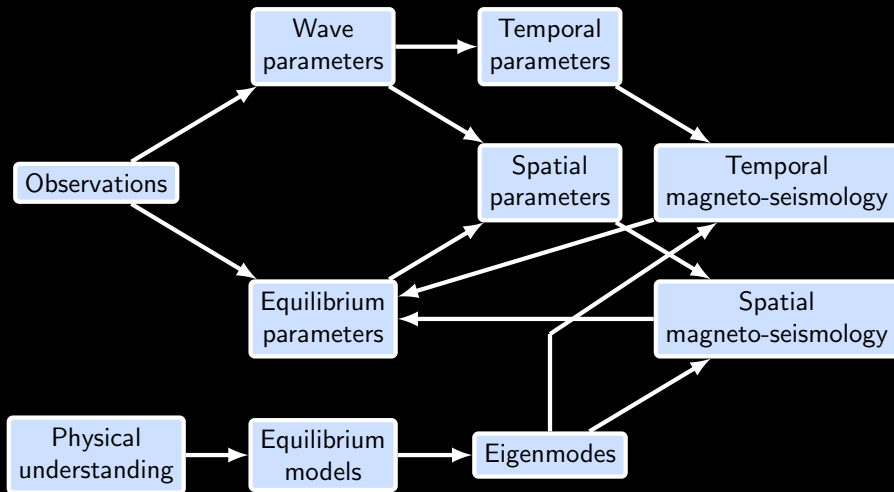 Wave
parameters
Temporal
parameters
Observations
Spatial
parameters
Temporal
magneto-seismology
Equilibrium
parameters
Spatial
magneto-seismology
Physical
understanding
Equilibrium
models
Eigenmodes